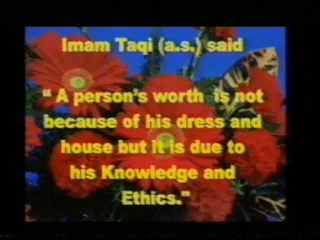 Imam Taqi (a.s.) said
“ A person's worth is not
because of his dress and
house but it is due to
his Knowledge and
Ethics."